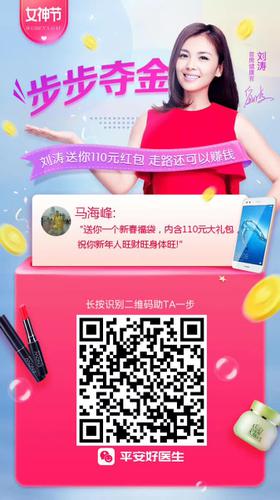 女神节
刘涛
步步夺金
刘涛送你110元红包 走路还可以赚钱
马海峰:
"送你一个新春福袋，内含110元大礼包，
祝你新年人旺财旺身体旺!"
长按识别二维码助TA一步
平安好医生